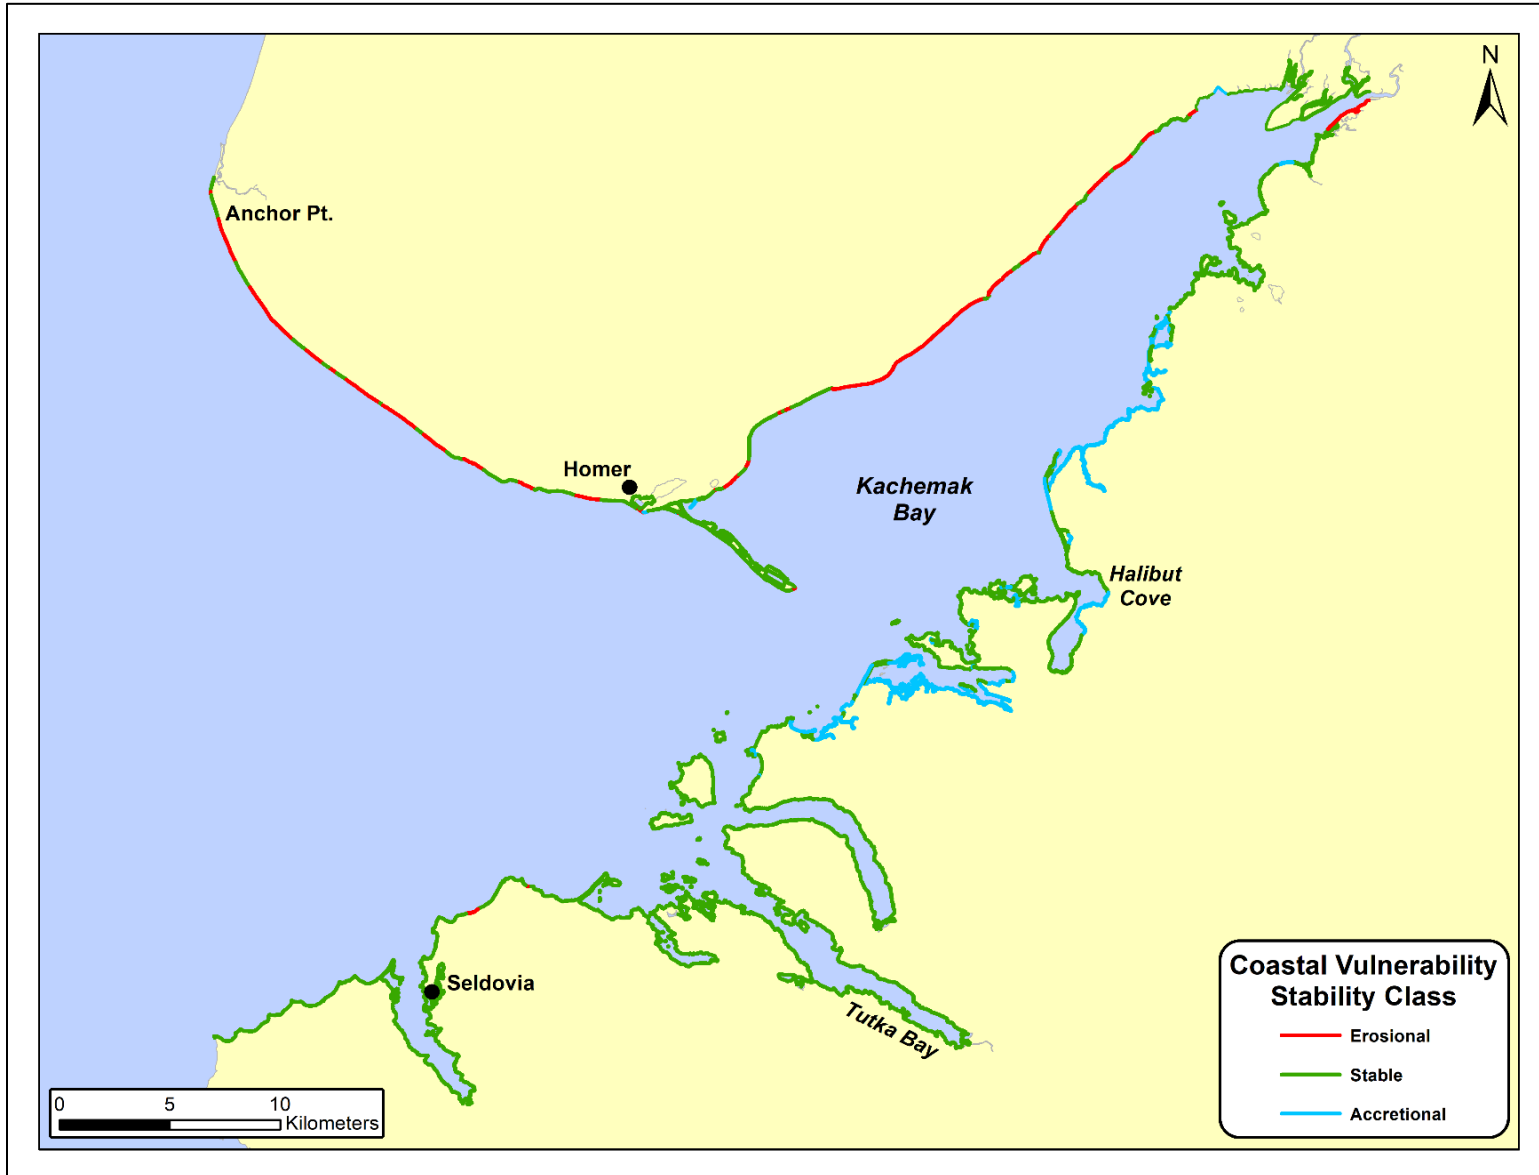 N
Anchor Pt.
Homer
Kachemak
Bay
Halibut
Cove
Seldovia
Tutka Bay
Coastal Vulnerability
Stability Class
Erosional
Stable
Accretional
0 5 10
Kilometers